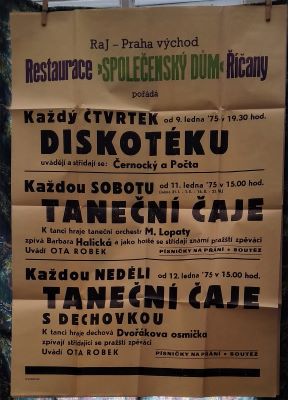 RaJ – Praha východ
Restaurace »SPOLEČENSKÝ DŮM« Říčany
pořádá
Každý ČTVRTEK od 9. ledna '75 v 19.30 hod.
DISKOTÉKU
uvádějí a střídají se: Černocký a Počta
Každou SOBOTU od 11. ledna '75 v 15.00 hod.
TANEČNÍ ČAJE
K tanci hraje taneční orchestr M. Lopaty
zpívá Barbara Halická a jako hosté se střídají známí pražští zpěváci
Uvádí OTA ROBEK PÍSNIČKY NA PŘÁNÍ + SOUTĚŽ
Každou NEDĚLI od 12. ledna '75 v 15.00 hod.
TANEČNÍ ČAJE
S DECHOVKOU
K tanci hraje dechová Dvořákova osmička
zpívají střídající se pražští zpěváci
Uvádí OTA ROBEK PÍSNIČKY NA PŘÁNÍ + SOUTĚŽ